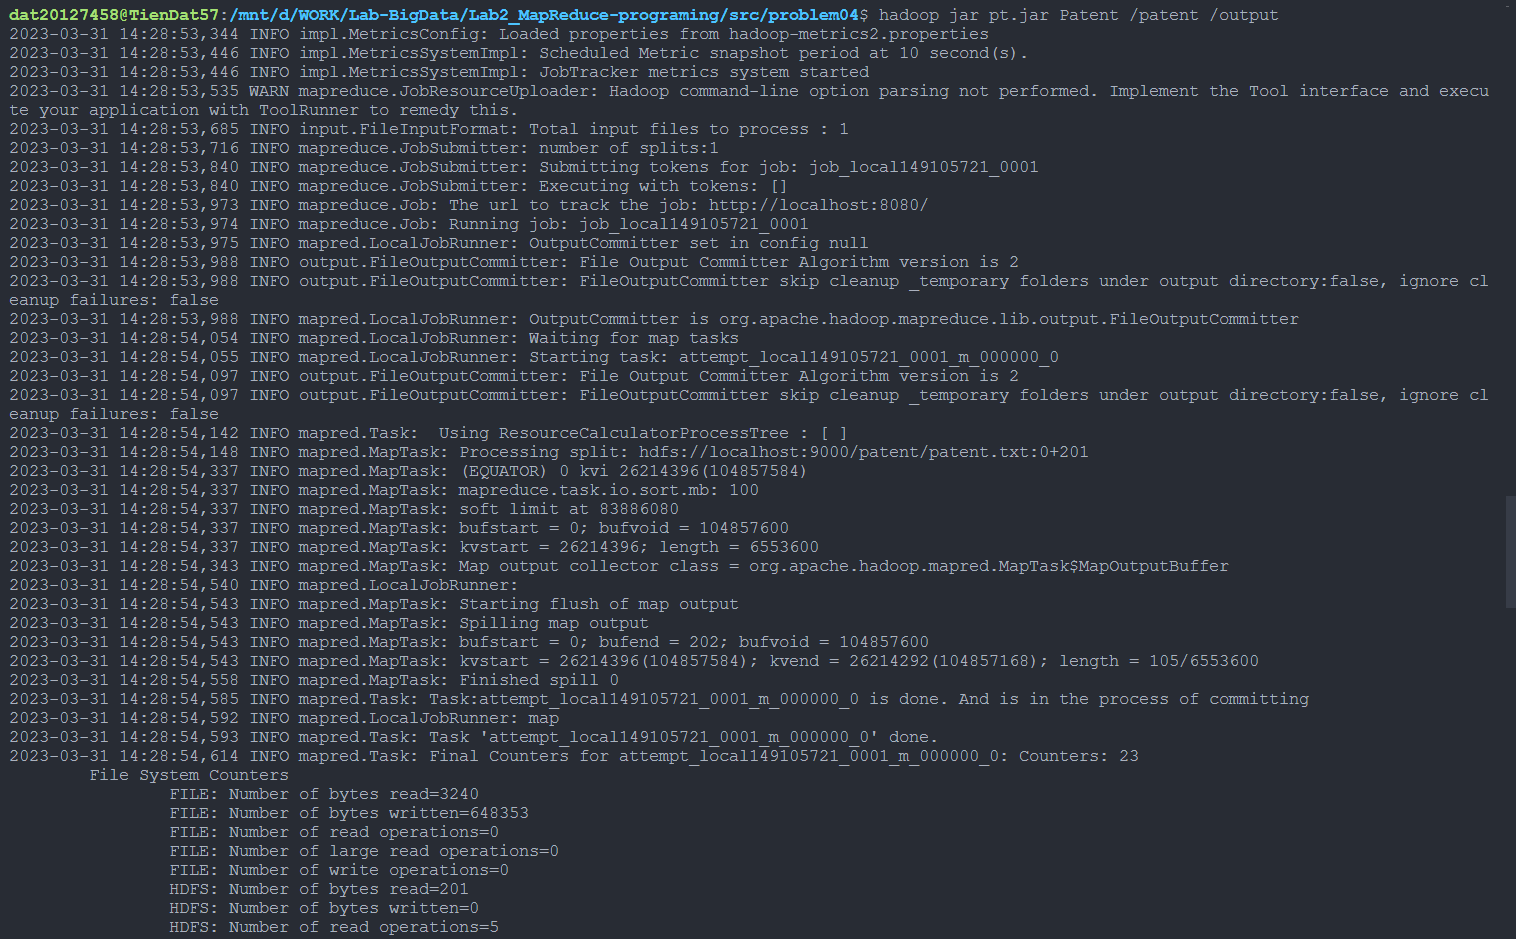 dat20127458@TienDat57:/mnt/d/WORK/Lab-BigData/Lab2_MapReduce-programing/src/problem04$ hadoop jar pt.jar Patent /patent /output
2023-03-31 14:28:53,344 INFO impl.MetricsConfig: Loaded properties from hadoop-metrics2.properties
2023-03-31 14:28:53,446 INFO impl.MetricsSystemImpl: Scheduled Metric snapshot period at 10 second(s).
2023-03-31 14:28:53,446 INFO impl.MetricsSystemImpl: JobTracker metrics system started
2023-03-31 14:28:53,535 WARN mapreduce.JobResourceUploader: Hadoop command-line option parsing not performed. Implement the Tool interface and execu
te your application with ToolRunner to remedy this.
2023-03-31 14:28:53,685 INFO input.FileInputFormat: Total input files to process : 1
2023-03-31 14:28:53,716 INFO mapreduce.JobSubmitter: number of splits:1
2023-03-31 14:28:53,840 INFO mapreduce.JobSubmitter: Submitting tokens for job: job_local149105721_0001
2023-03-31 14:28:53,840 INFO mapreduce.JobSubmitter: Executing with tokens: []
2023-03-31 14:28:53,973 INFO mapreduce.Job: The url to track the job: http://localhost:8080/
2023-03-31 14:28:53,974 INFO mapreduce.Job: Running job: job_local149105721_0001
2023-03-31 14:28:53,975 INFO mapred.LocalJobRunner: OutputCommitter set in config null
2023-03-31 14:28:53,988 INFO output.FileOutputCommitter: File Output Committer Algorithm version is 2
2023-03-31 14:28:53,988 INFO output.FileOutputCommitter: FileOutputCommitter skip cleanup _temporary folders under output directory:false, ignore cl
eanup failures: false
2023-03-31 14:28:53,988 INFO mapred.LocalJobRunner: OutputCommitter is org.apache.hadoop.mapreduce.lib.output.FileOutputCommitter
2023-03-31 14:28:54,054 INFO mapred.LocalJobRunner: Waiting for map tasks
2023-03-31 14:28:54,055 INFO mapred.LocalJobRunner: Starting task: attempt_local149105721_0001_m_000000_0
2023-03-31 14:28:54,097 INFO output.FileOutputCommitter: File Output Committer Algorithm version is 2
2023-03-31 14:28:54,097 INFO output.FileOutputCommitter: FileOutputCommitter skip cleanup _temporary folders under output directory:false, ignore cl
eanup failures: false
2023-03-31 14:28:54,142 INFO mapred.Task:  Using ResourceCalculatorProcessTree : [ ]
2023-03-31 14:28:54,148 INFO mapred.MapTask: Processing split: hdfs://localhost:9000/patent/patent.txt:0+201
2023-03-31 14:28:54,337 INFO mapred.MapTask: (EQUATOR) 0 kvi 26214396(104857584)
2023-03-31 14:28:54,337 INFO mapred.MapTask: mapreduce.task.io.sort.mb: 100
2023-03-31 14:28:54,337 INFO mapred.MapTask: soft limit at 83886080
2023-03-31 14:28:54,337 INFO mapred.MapTask: bufstart = 0; bufvoid = 104857600
2023-03-31 14:28:54,337 INFO mapred.MapTask: kvstart = 26214396; length = 6553600
2023-03-31 14:28:54,343 INFO mapred.MapTask: Map output collector class = org.apache.hadoop.mapred.MapTask$MapOutputBuffer
2023-03-31 14:28:54,540 INFO mapred.LocalJobRunner:
2023-03-31 14:28:54,543 INFO mapred.MapTask: Starting flush of map output
2023-03-31 14:28:54,543 INFO mapred.MapTask: Spilling map output
2023-03-31 14:28:54,543 INFO mapred.MapTask: bufstart = 0; bufend = 202; bufvoid = 104857600
2023-03-31 14:28:54,543 INFO mapred.MapTask: kvstart = 26214396(104857584); kvend = 26214292(104857168); length = 105/6553600
2023-03-31 14:28:54,558 INFO mapred.MapTask: Finished spill 0
2023-03-31 14:28:54,585 INFO mapred.Task: Task:attempt_local149105721_0001_m_000000_0 is done. And is in the process of committing
2023-03-31 14:28:54,592 INFO mapred.LocalJobRunner: map
2023-03-31 14:28:54,593 INFO mapred.Task: Task 'attempt_local149105721_0001_m_000000_0' done.
2023-03-31 14:28:54,614 INFO mapred.Task: Final Counters for attempt_local149105721_0001_m_000000_0: Counters: 23
File System Counters
FILE: Number of bytes read=3240
FILE: Number of bytes written=648353
FILE: Number of read operations=0
FILE: Number of large read operations=0
FILE: Number of write operations=0
HDFS: Number of bytes read=201
HDFS: Number of bytes written=0
HDFS: Number of read operations=5